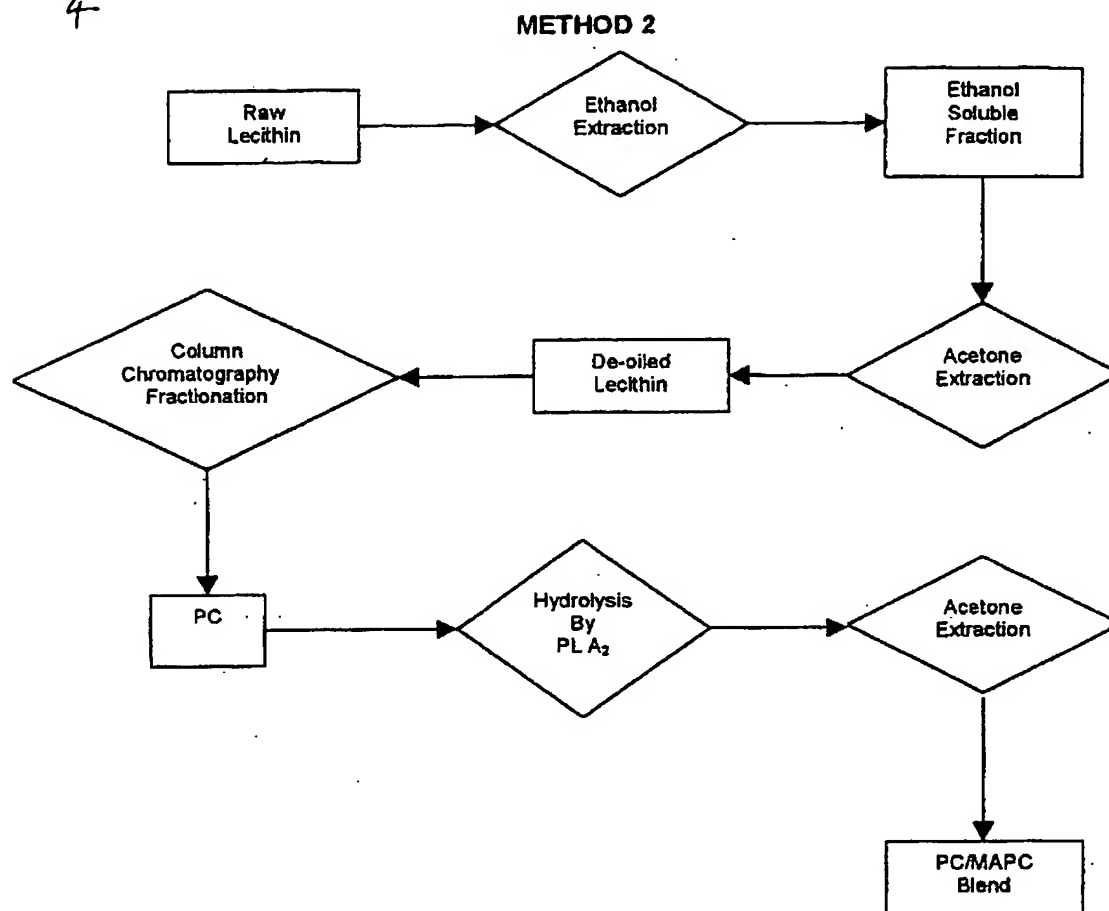 4
METHOD 2
Raw
Lecithin
Ethanol
Extraction
Ethanol
Soluble
Fraction
Column
Chromatography
Fractionation
De-oiled
Lecithin
Acetone
Extraction
PC
Hydrolysis
By
PL A₂
Acetone
Extraction
PC/MAPC
Blend